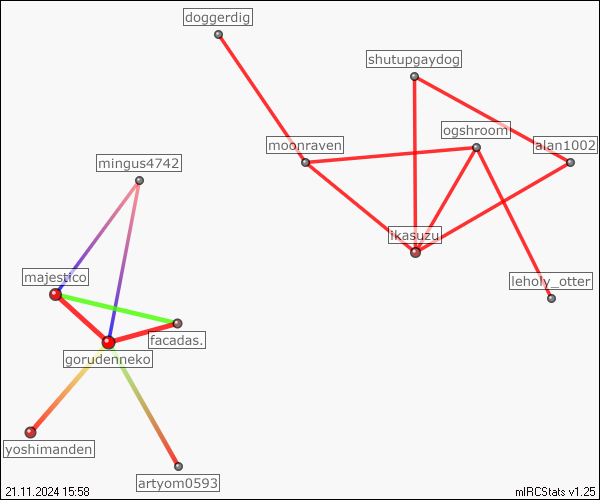 doggerdig
shutupgaydog
ogshroom
moonraven
alan1002
mingus4742
ikasuzu
majestico
leholy_otter
facadas.
gorudenneko
yoshimanden
artyom0593
21.11.2024 15:58
mIRCStats v1.25